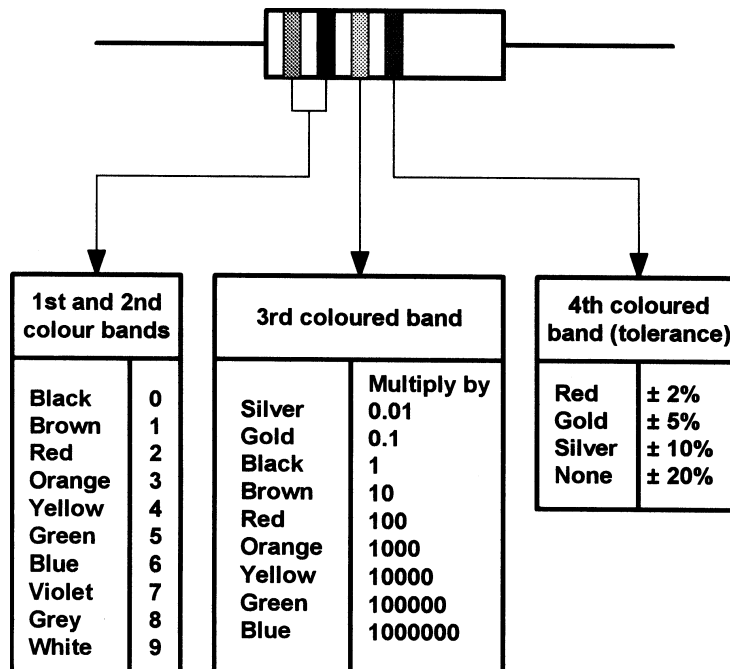 1st and 2nd
colour bands
Black 0
Brown 1
Red 2
Orange 3
Yellow 4
Green 5
Blue 6
Violet 7
Grey 8
White 9
3rd coloured band
Multiply by
Silver 0.01
Gold 0.1
Black 1
Brown 10
Red 100
Orange 1000
Yellow 10000
Green 100000
Blue 1000000
4th coloured
band (tolerance)
Red ± 2%
Gold ± 5%
Silver ± 10%
None ± 20%